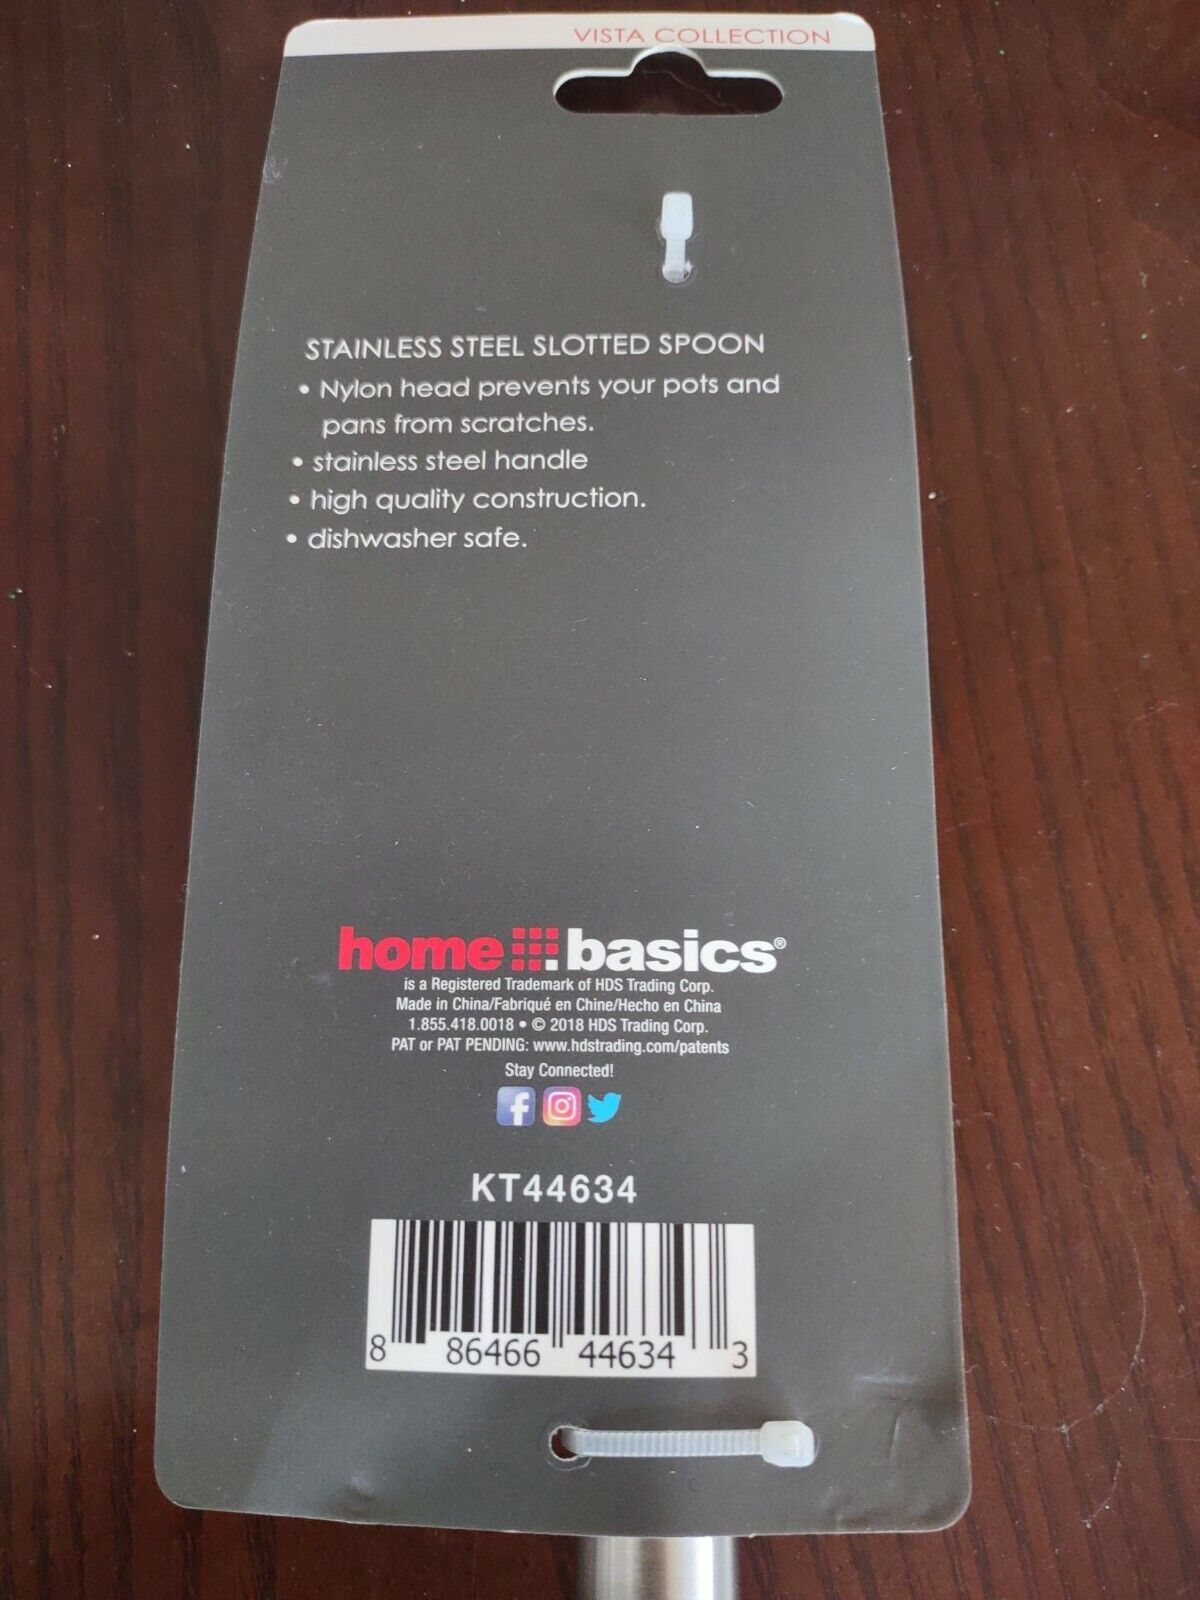 VISTA COLLECTION
STAINLESS STEEL SLOTTED SPOON
• Nylon head prevents your pots and
pans from scratches.
• stainless steel handle
• high quality construction.
• dishwasher safe.
home basics®
is a Registered Trademark of HDS Trading Corp.
Made in China/Fabriqué en Chine/Hecho en China
1.855.418.0018 • © 2018 HDS Trading Corp.
PAT or PAT PENDING: www.hdstrading.com/patents
Stay Connected!
KT44634
8 86466 44634 3